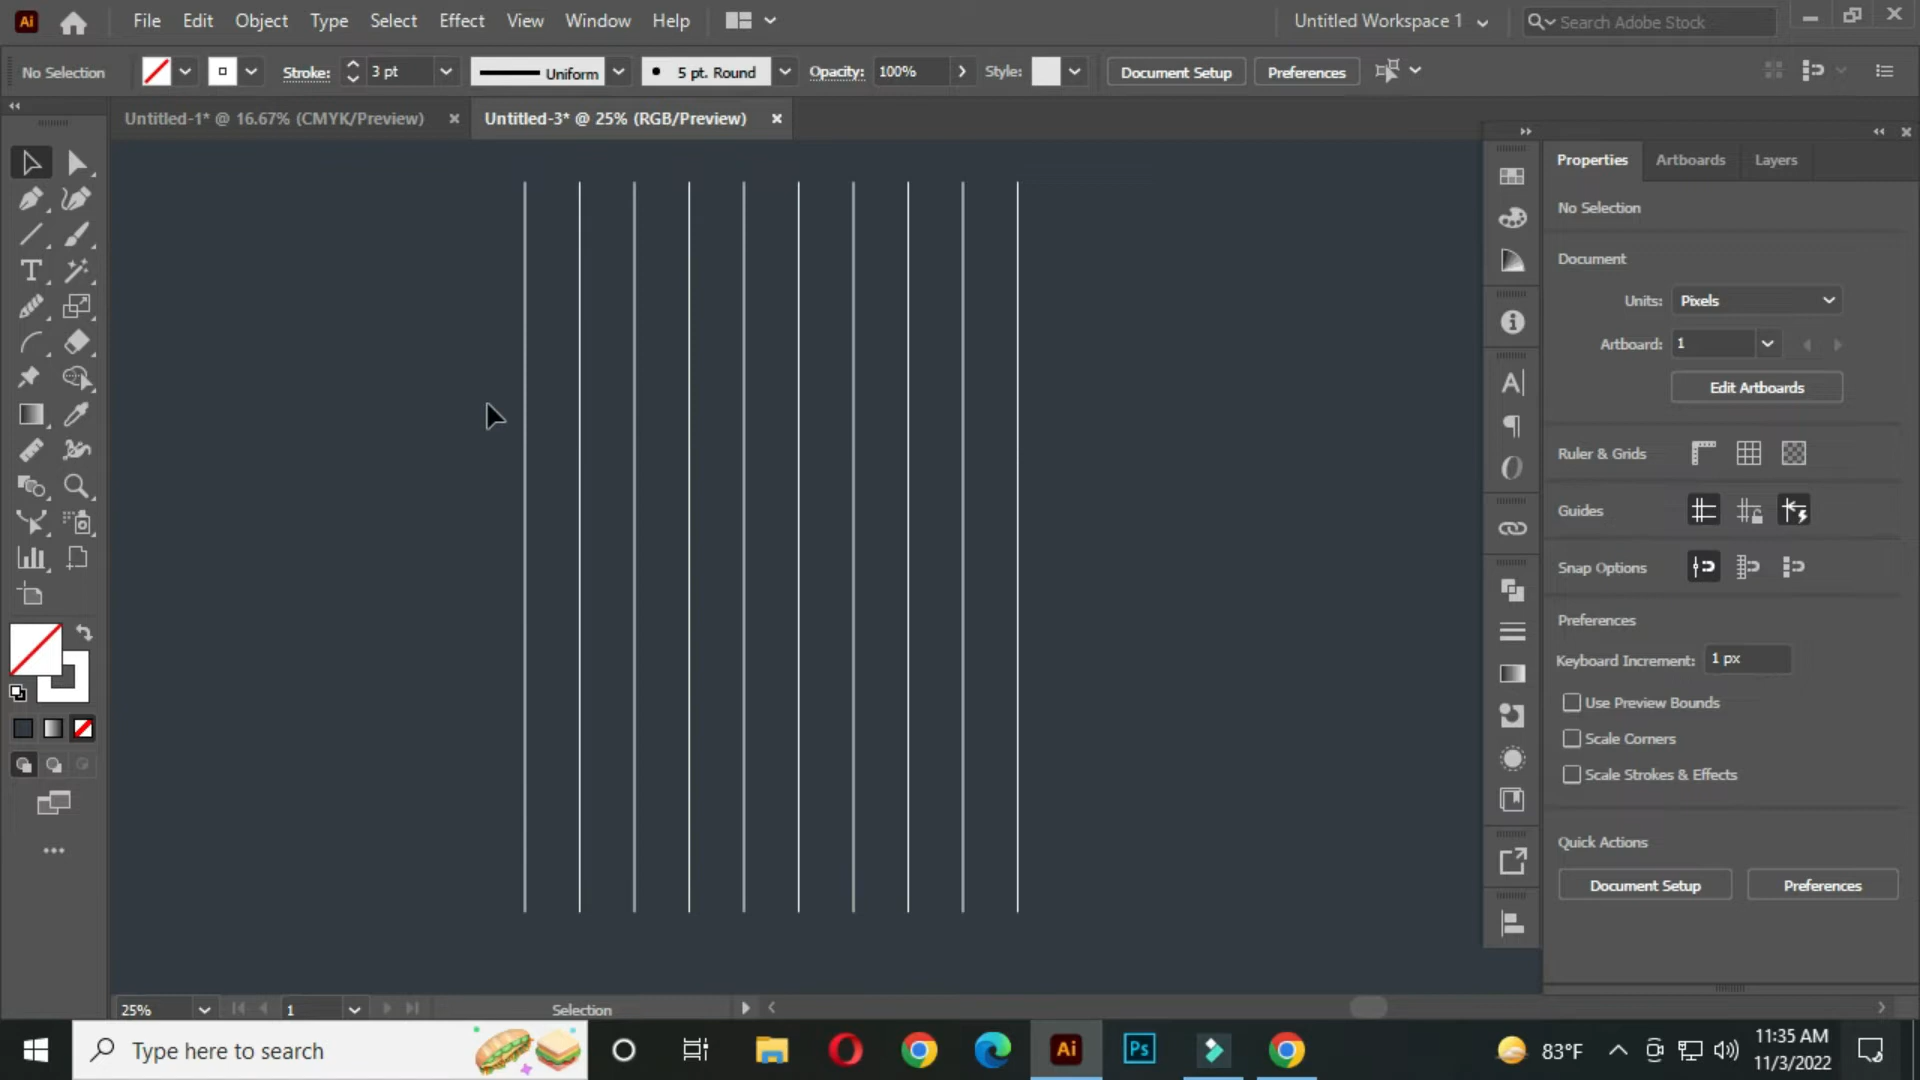 Ai File Edit Object Type Select Effect View Window Help Untitled Workspace 1 Search Adobe Stock
No Selection Stroke: 3 pt Uniform 5 pt. Round Opacity: 100% Style: Document Setup Preferences
Untitled-1* @ 16.67% (CMYK/Preview) Untitled-3* @ 25% (RGB/Preview)
Properties Artboards Layers
No Selection
Document
Units: Pixels
Artboard: 1
Edit Artboards
Ruler & Grids
Guides
Snap Options
Preferences
Keyboard Increment: 1 px
Use Preview Bounds
Scale Corners
Scale Strokes & Effects
Quick Actions
Document Setup Preferences
25% 1 Selection
Type here to search Ai Ps 83°F 11:35 AM
11/3/2022